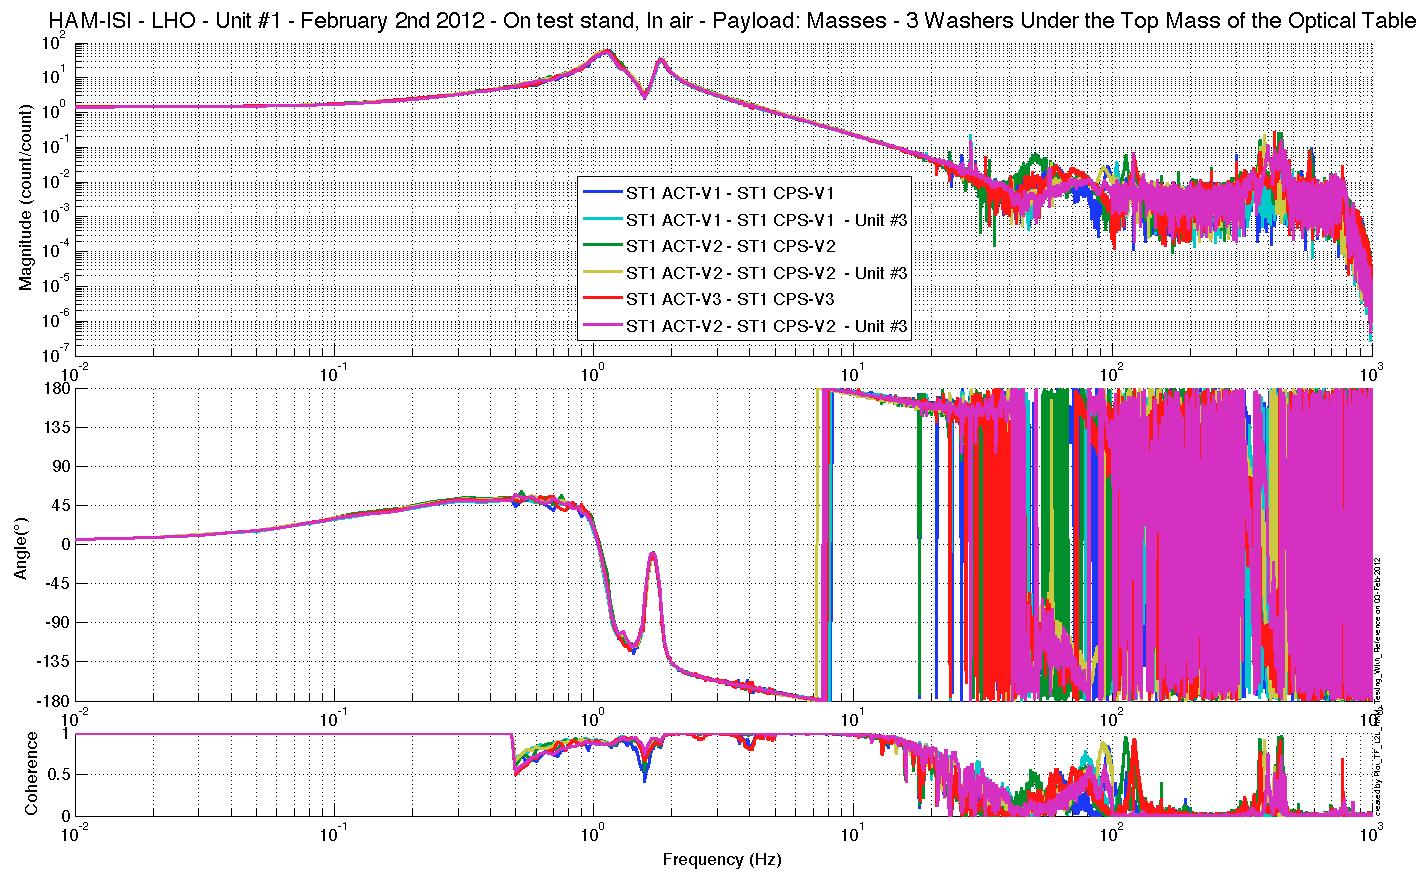 HAM-ISI - LHO - Unit #1 - February 2nd 2012 - On test stand, In air - Payload: Masses - 3 Washers Under the Top Mass of the Optical Table
10^2
10^1
10^0
10^-1
10^-2
10^-3
10^-4
10^-5
10^-6
10^-7
Magnitude (count/count)
ST1 ACT-V1 - ST1 CPS-V1
ST1 ACT-V1 - ST1 CPS-V1 - Unit #3
ST1 ACT-V2 - ST1 CPS-V2
ST1 ACT-V2 - ST1 CPS-V2 - Unit #3
ST1 ACT-V3 - ST1 CPS-V3
ST1 ACT-V2 - ST1 CPS-V2 - Unit #3
10^-2 10^-1 10^0 10^1 10^2 10^3
180
135
90
45
0
-45
-90
-135
-180
Angle(°)
10^-2 10^-1 10^0 10^1 10^2
Reference on 03-Feb-2012
1
0.5
0
Coherence
10^-2 10^-1 10^0 10^1 10^2 10^3
Frequency (Hz)